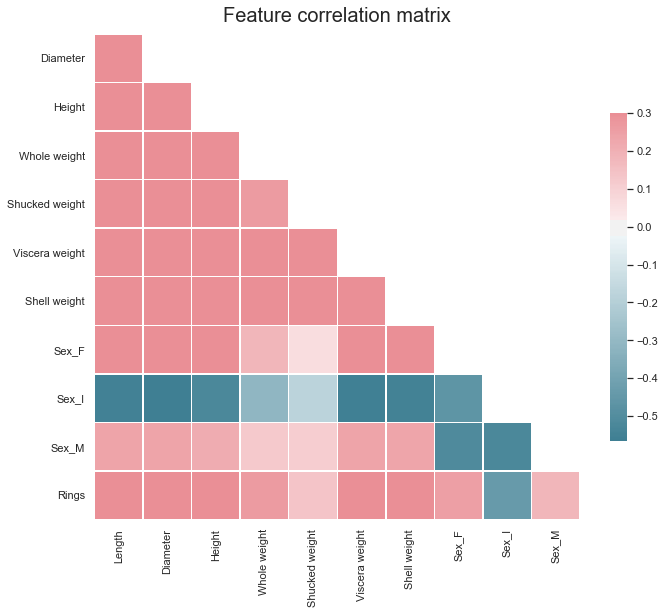 Feature correlation matrix
Diameter
Height
Whole weight
Shucked weight
Viscera weight
Shell weight
Sex_F
Sex_I
Sex_M
Rings
Length
Diameter
Height
Whole weight
Shucked weight
Viscera weight
Shell weight
Sex_F
Sex_I
Sex_M
0.3
0.2
0.1
0.0
−0.1
−0.2
−0.3
−0.4
−0.5